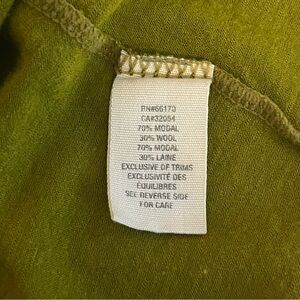 RN#66170
CA#32054
70% MODAL
30% WOOL
70% MODAL
30% LAINE
EXCLUSIVE OF TRIMS
EXCLUSIVITÉ DES
ÉQUILIBRES
SEE REVERSE SIDE
FOR CARE